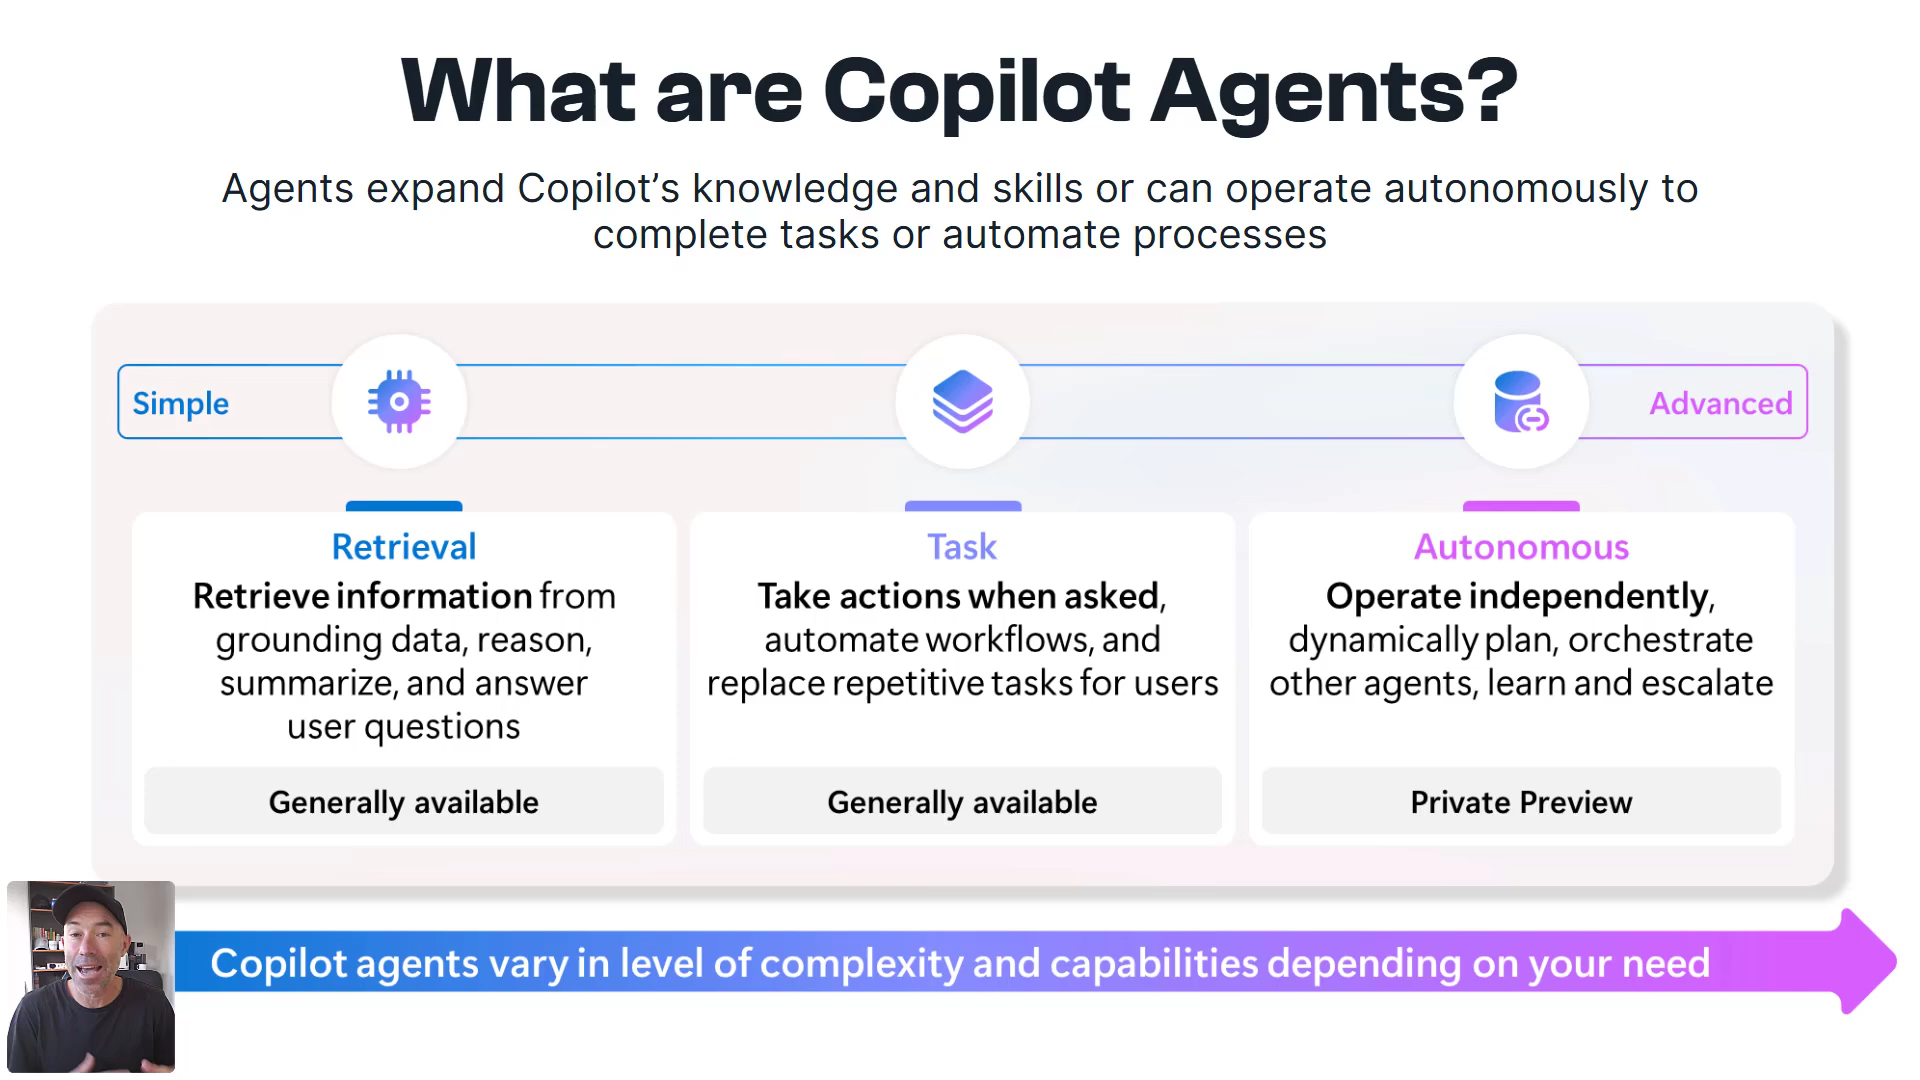 What are Copilot Agents?
Agents expand Copilot’s knowledge and skills or can operate autonomously to
complete tasks or automate processes
Simple
Advanced
Retrieval
Retrieve information from
grounding data, reason,
summarize, and answer
user questions
Generally available
Task
Take actions when asked,
automate workflows, and
replace repetitive tasks for users
Generally available
Autonomous
Operate independently,
dynamically plan, orchestrate
other agents, learn and escalate
Private Preview
Copilot agents vary in level of complexity and capabilities depending on your need